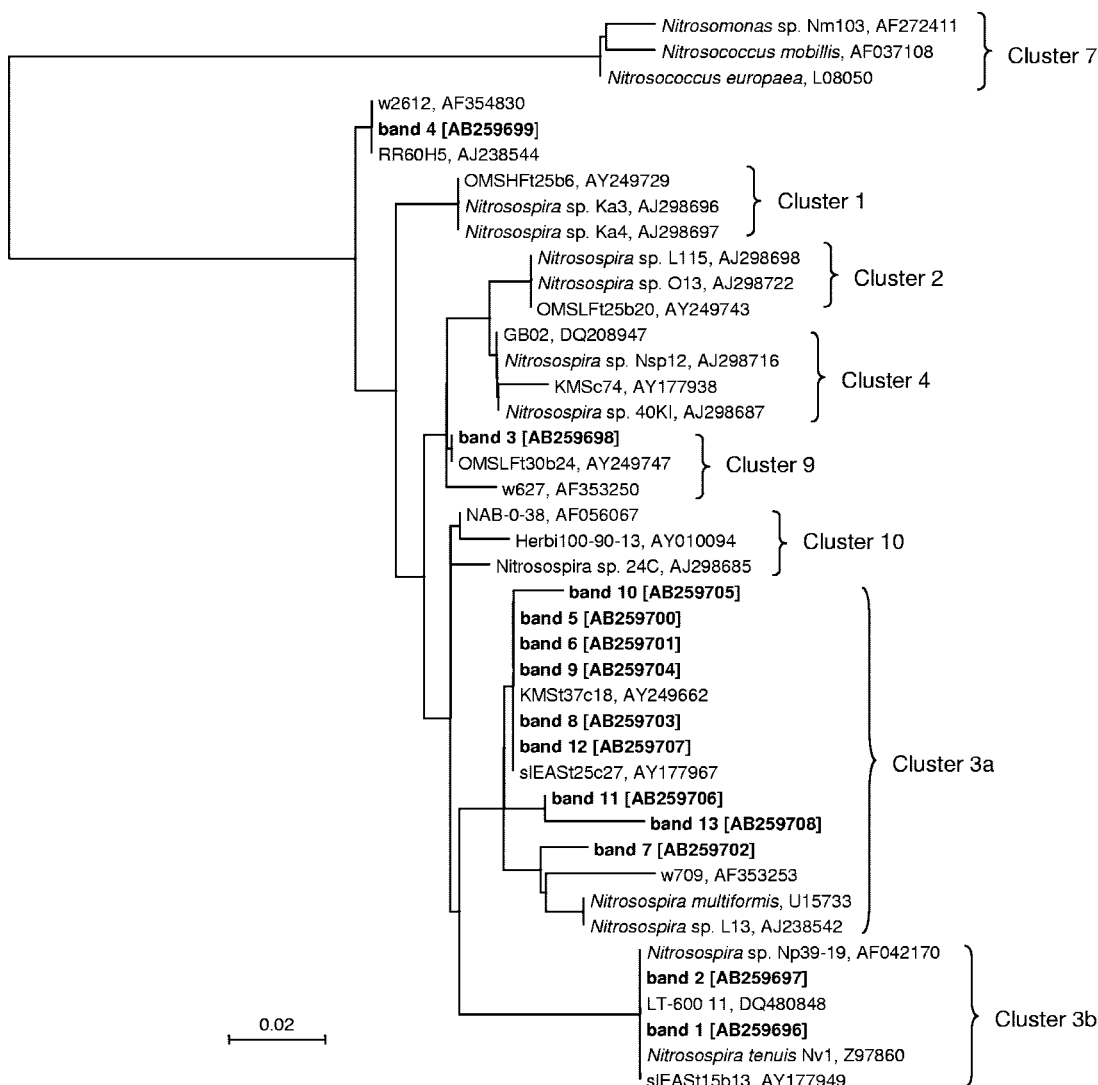 Nitrosomonas sp. Nm103, AF272411
Nitrosococcus mobillis, AF037108
Nitrosococcus europaea, L08050
Cluster 7
w2612, AF354830
band 4 [AB259699]
RR60H5, AJ238544
OMSHFt25b6, AY249729
Nitrosospira sp. Ka3, AJ298696
Nitrosospira sp. Ka4, AJ298697
Cluster 1
Nitrosospira sp. L115, AJ298698
Nitrosospira sp. O13, AJ298722
OMSLFt25b20, AY249743
Cluster 2
GB02, DQ208947
Nitrosospira sp. Nsp12, AJ298716
KMSc74, AY177938
Nitrosospira sp. 40KI, AJ298687
Cluster 4
band 3 [AB259698]
OMSLFt30b24, AY249747
w627, AF353250
Cluster 9
NAB-0-38, AF056067
Herbi100-90-13, AY010094
Nitrosospira sp. 24C, AJ298685
Cluster 10
band 10 [AB259705]
band 5 [AB259700]
band 6 [AB259701]
band 9 [AB259704]
KMSt37c18, AY249662
band 8 [AB259703]
band 12 [AB259707]
slEASt25c27, AY177967
band 11 [AB259706]
band 13 [AB259708]
band 7 [AB259702]
w709, AF353253
Nitrosospira multiformis, U15733
Nitrosospira sp. L13, AJ238542
Cluster 3a
Nitrosospira sp. Np39-19, AF042170
band 2 [AB259697]
LT-600 11, DQ480848
band 1 [AB259696]
Nitrosospira tenuis Nv1, Z97860
slEASt15b13, AY177949
Cluster 3b
0.02